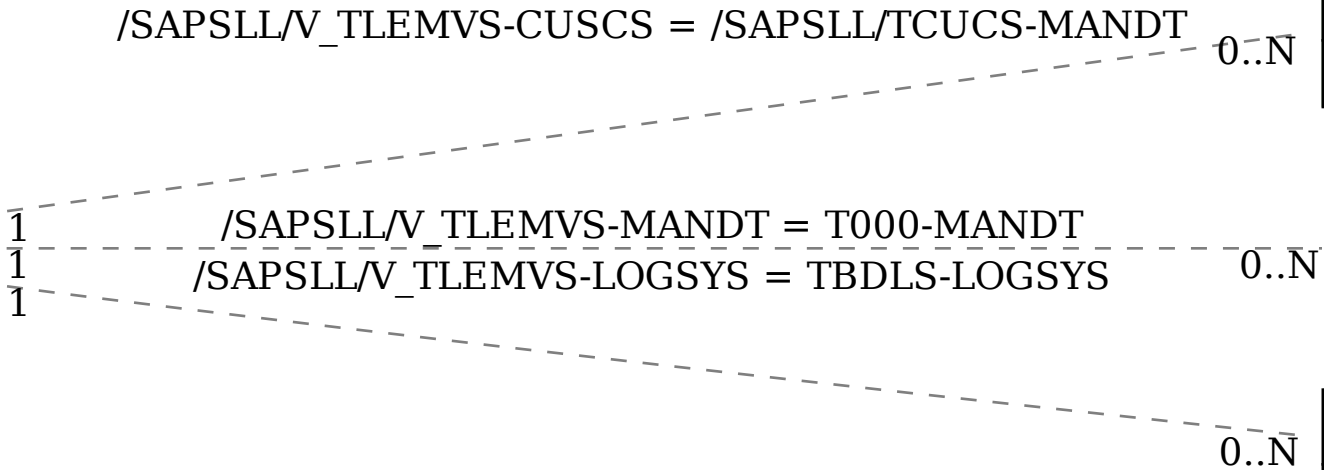 /SAPSLL/V_TLEMVS-CUSCS = /SAPSLL/TCUCS-MANDT
0..N
1
/SAPSLL/V_TLEMVS-MANDT = T000-MANDT
1
0..N
/SAPSLL/V_TLEMVS-LOGSYS = TBDLS-LOGSYS
1
0..N